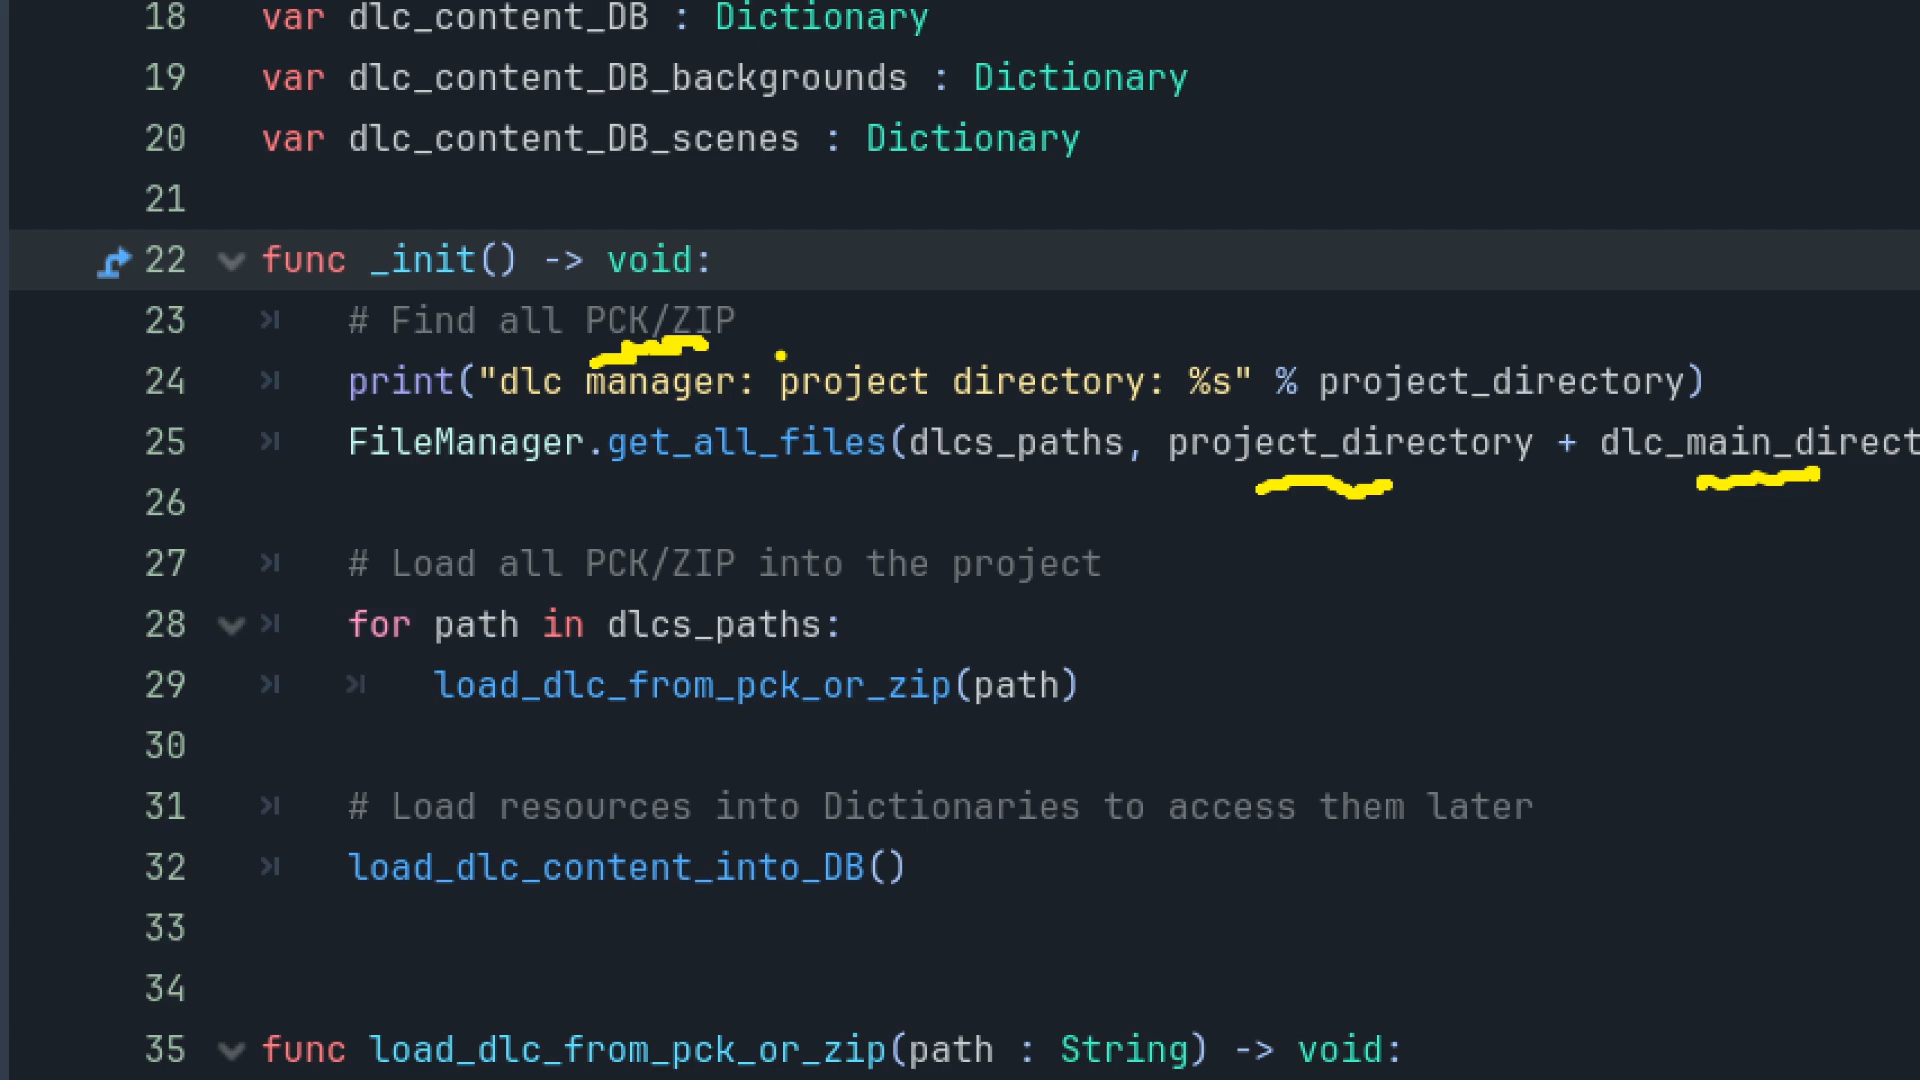 18 var dlc_content_DB : Dictionary
19 var dlc_content_DB_backgrounds : Dictionary
20 var dlc_content_DB_scenes : Dictionary
21
22 func _init() -> void:
23 # Find all PCK/ZIP
24 print("dlc manager: project directory: %s" % project_directory)
25 FileManager.get_all_files(dlcs_paths, project_directory + dlc_main_direct
26
27 # Load all PCK/ZIP into the project
28 for path in dlcs_paths:
29 load_dlc_from_pck_or_zip(path)
30
31 # Load resources into Dictionaries to access them later
32 load_dlc_content_into_DB()
33
34
35 func load_dlc_from_pck_or_zip(path : String) -> void: